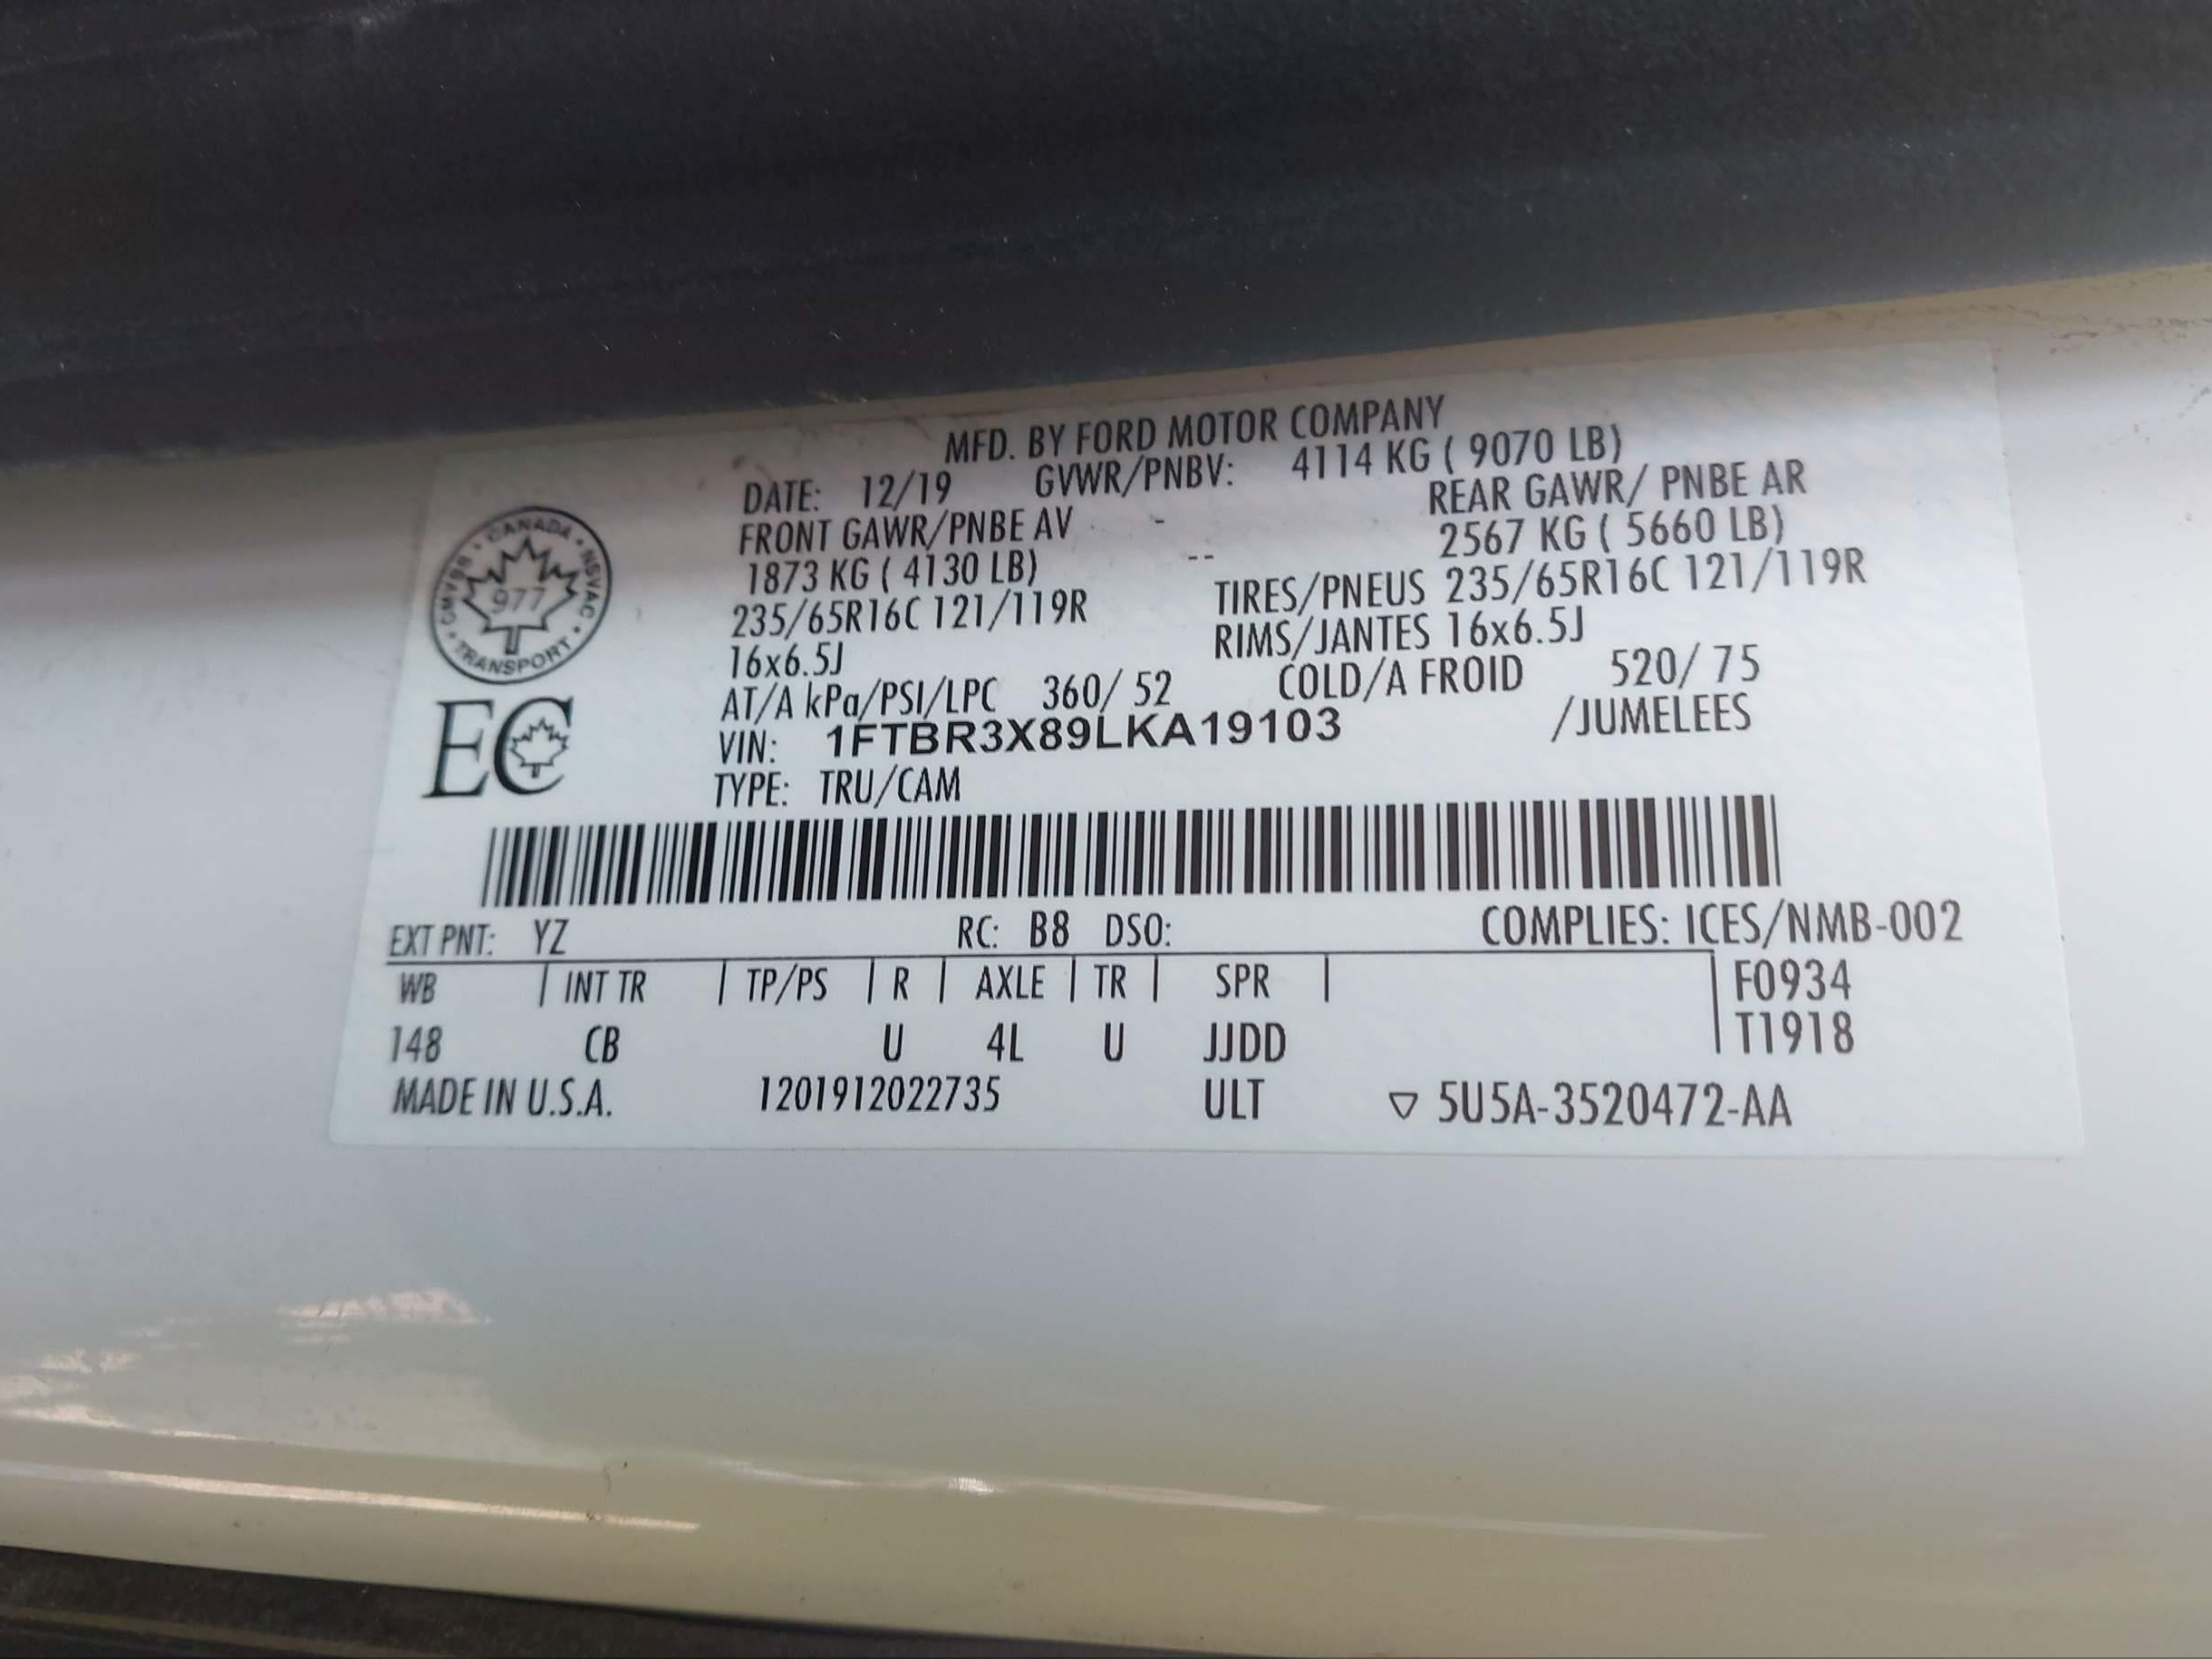 MFD. BY FORD MOTOR COMPANY
DATE: 12/19 GVWR/PNBV: 4114 KG ( 9070 LB)
FRONT GAWR/PNBE AV - REAR GAWR/ PNBE AR
1873 KG ( 4130 LB) -- 2567 KG ( 5660 LB)
235/65R16C 121/119R TIRES/PNEUS 235/65R16C 121/119R
16x6.5J RIMS/JANTES 16x6.5J
AT/A kPa/PSI/LPC 360/ 52 COLD/A FROID 520/ 75
VIN: 1FTBR3X89LKA19103 /JUMELEES
TYPE: TRU/CAM
CANADA
CMVSS 977 NSVAC
TRANSPORT
EC
EXT PNT: YZ RC: B8 DSO: COMPLIES: ICES/NMB-002
WB | INT TR | TP/PS | R | AXLE | TR | SPR | | F0934
148 CB U 4L U JJDD | T1918
MADE IN U.S.A. 1201912022735 ULT ▽ 5U5A-3520472-AA